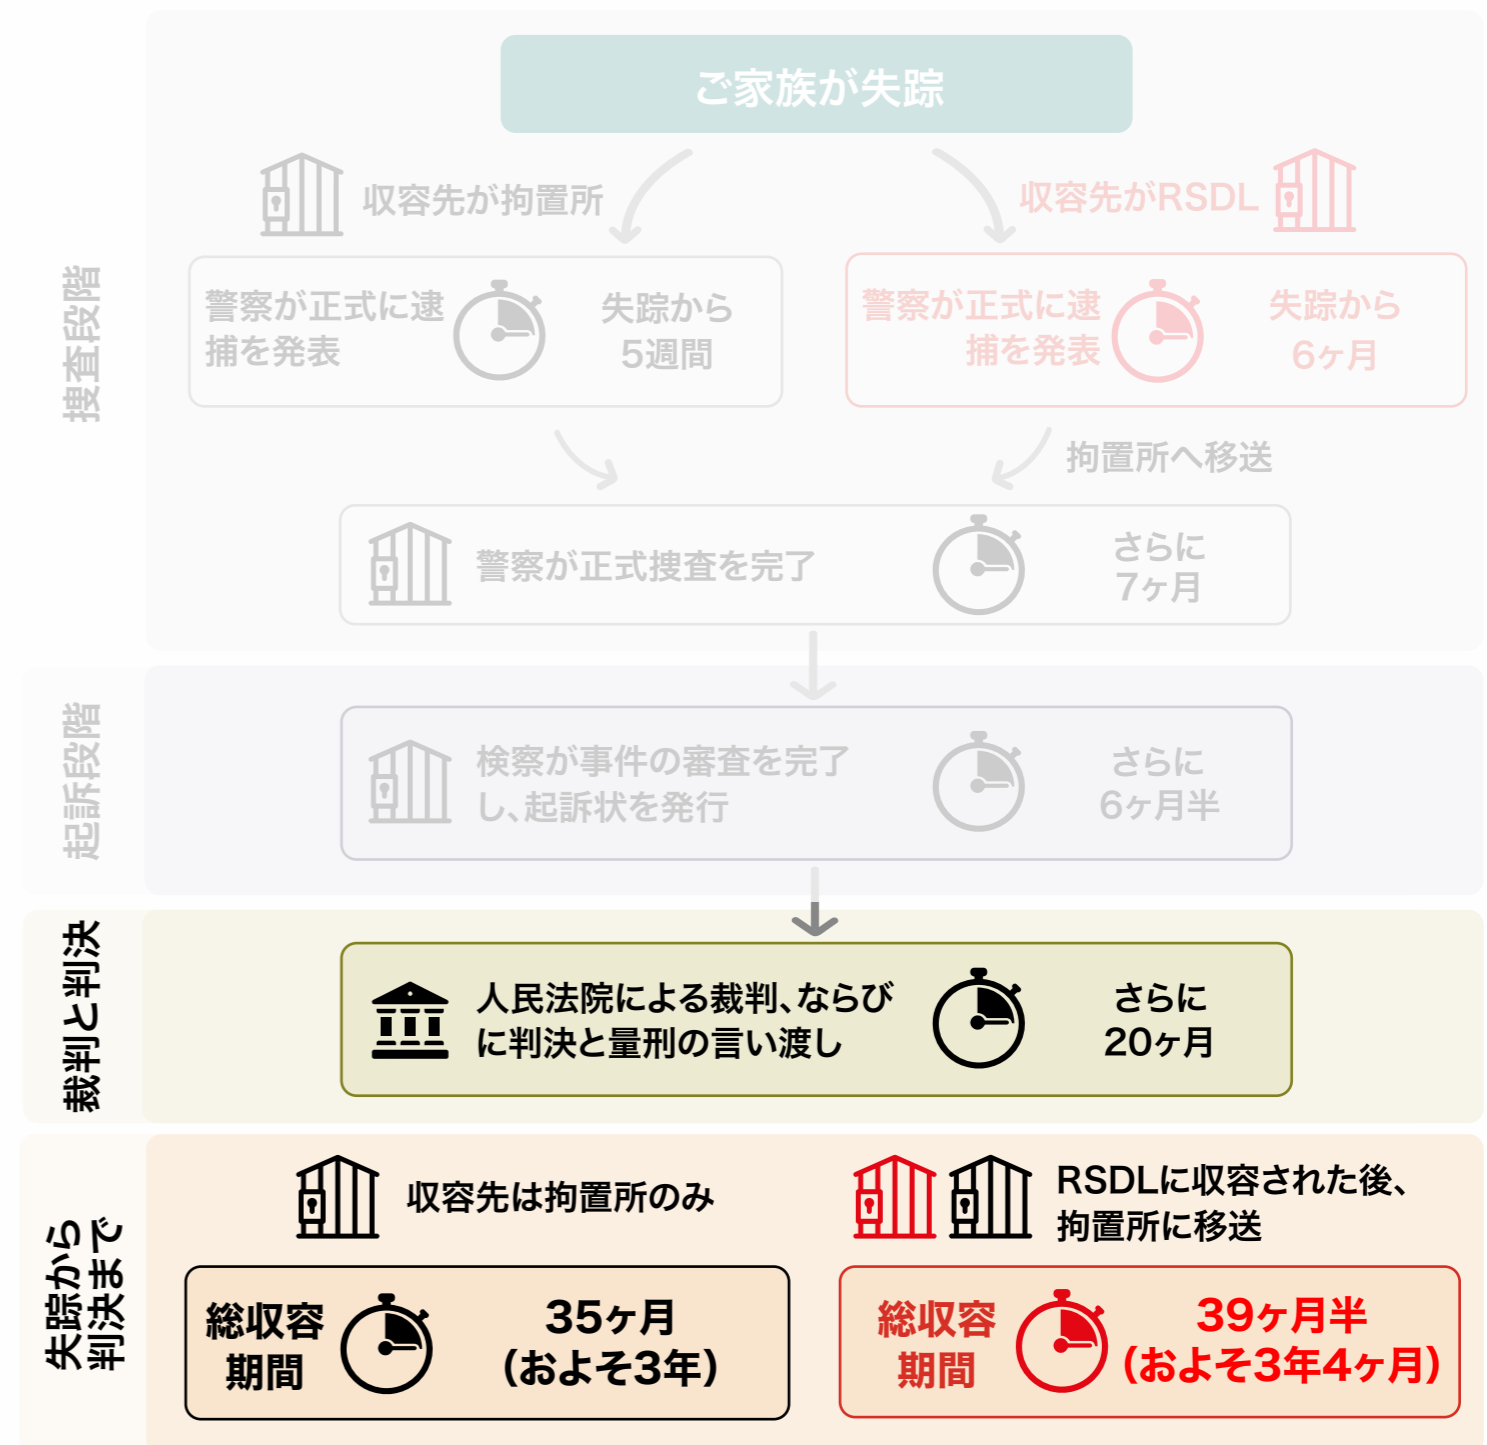 ご家族が失踪
収容先が拘置所
収容先がRSDL
捜査段階
警察が正式に逮
捕を発表
失踪から
5週間
警察が正式に逮
捕を発表
失踪から
6ヶ月
拘置所へ移送
警察が正式捜査を完了
さらに
7ヶ月
起訴段階
検察が事件の審査を完了
し、起訴状を発行
さらに
6ヶ月半
裁判と判決
人民法院による裁判、ならび
に判決と量刑の言い渡し
さらに
20ヶ月
失踪から
判決まで
収容先は拘置所のみ
総収容
期間
35ヶ月
(およそ3年)
RSDLに収容された後、
拘置所に移送
総収容
期間
39ヶ月半
(およそ3年4ヶ月)